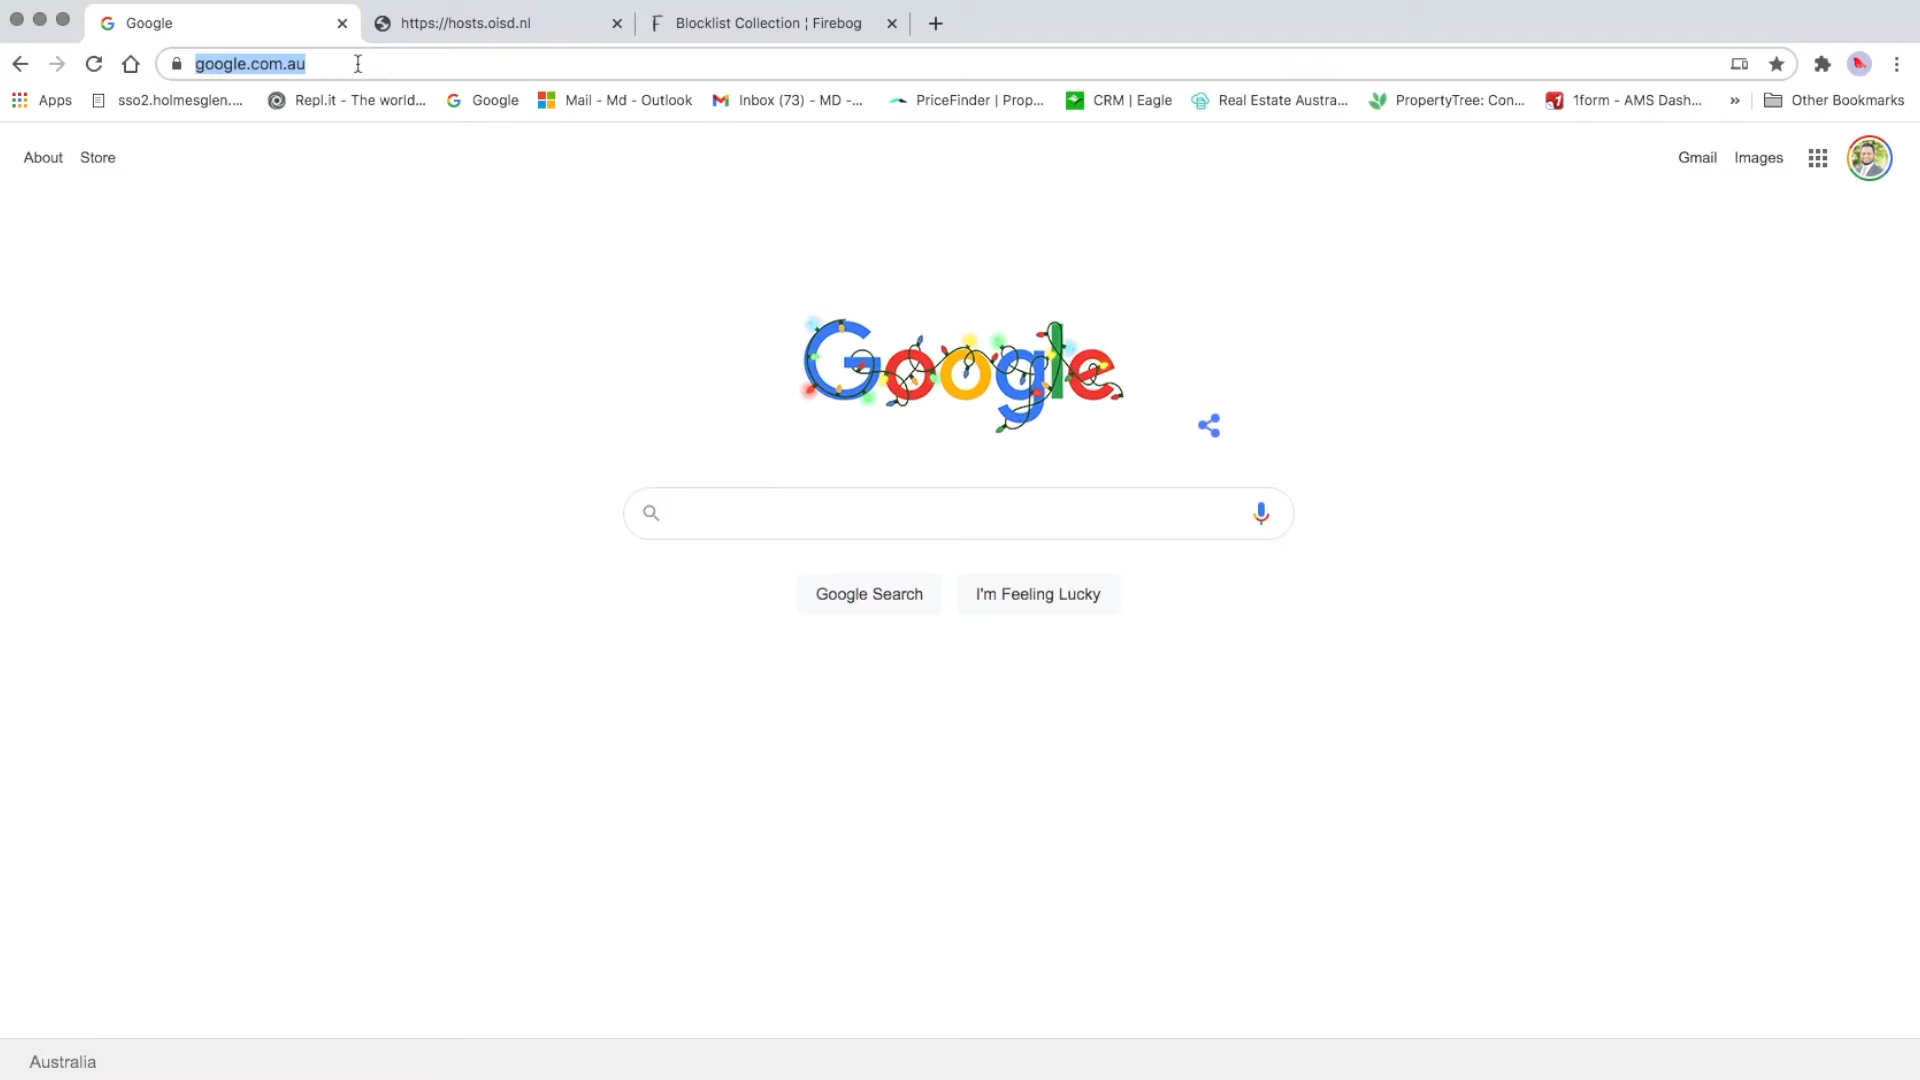 Google
https://hosts.oisd.nl
Blocklist Collection ¦ Firebog
google.com.au
Apps
sso2.holmesglen....
Repl.it - The world...
Google
Mail - Md - Outlook
Inbox (73) - MD -...
PriceFinder | Prop...
CRM | Eagle
Real Estate Austra...
PropertyTree: Con...
1form - AMS Dash...
»
Other Bookmarks
About
Store
Gmail
Images
Google
Google Search
I'm Feeling Lucky
Australia